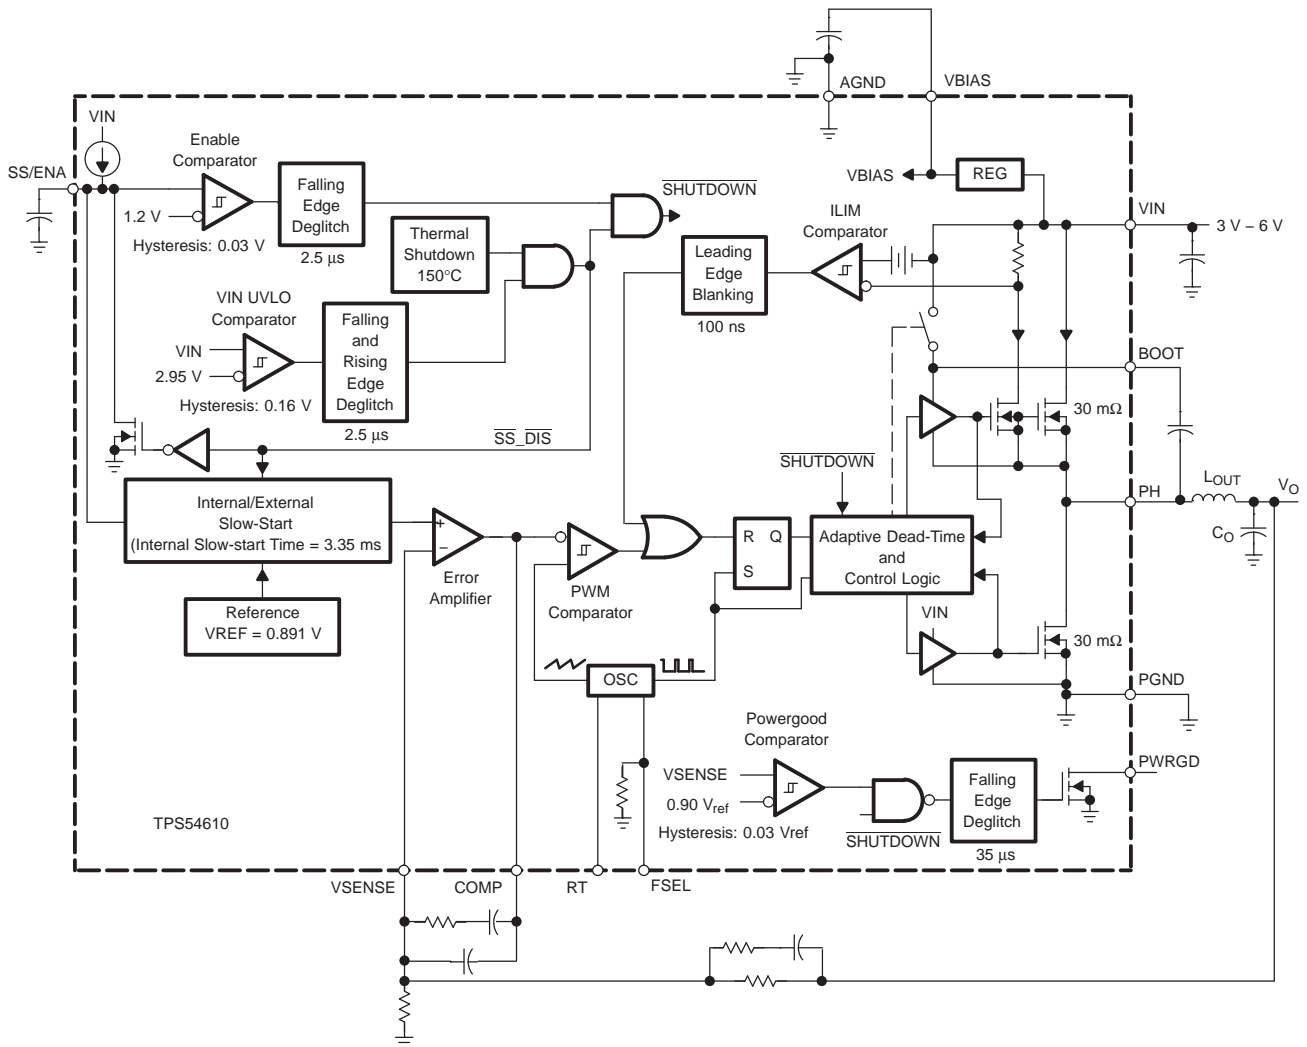 AGND
VBIAS
VIN
SS/ENA
Enable
Comparator
1.2 V
Hysteresis: 0.03 V
Falling
Edge
Deglitch
2.5 μs
SHUTDOWN
Thermal
Shutdown
150°C
VIN UVLO
Comparator
VIN
2.95 V
Hysteresis: 0.16 V
Falling
and
Rising
Edge
Deglitch
2.5 μs
SS_DIS
VBIAS
REG
ILIM
Comparator
Leading
Edge
Blanking
100 ns
VIN
3 V – 6 V
BOOT
30 mΩ
SHUTDOWN
PH
LOUT
VO
CO
Internal/External
Slow-Start
(Internal Slow-start Time = 3.35 ms
Reference
VREF = 0.891 V
+
−
Error
Amplifier
PWM
Comparator
R Q
S
Adaptive Dead-Time
and
Control Logic
VIN
30 mΩ
OSC
PGND
Powergood
Comparator
VSENSE
0.90 Vref
Hysteresis: 0.03 Vref
SHUTDOWN
Falling
Edge
Deglitch
35 μs
PWRGD
TPS54610
VSENSE
COMP
RT
FSEL